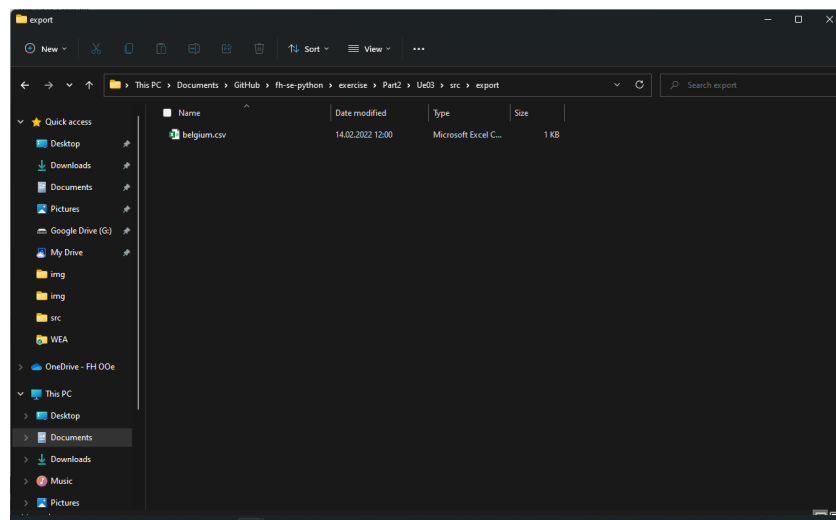 export
New Sort View
This PC > Documents > GitHub > fh-se-python > exercise > Part2 > Ue03 > src > export
Search export
Name Date modified Type Size
belgium.csv 14.02.2022 12:00 Microsoft Excel C... 1 KB
Quick access
Desktop
Downloads
Documents
Pictures
Google Drive (G:)
My Drive
img
img
src
WEA
OneDrive - FH OOe
This PC
Desktop
Documents
Downloads
Music
Pictures